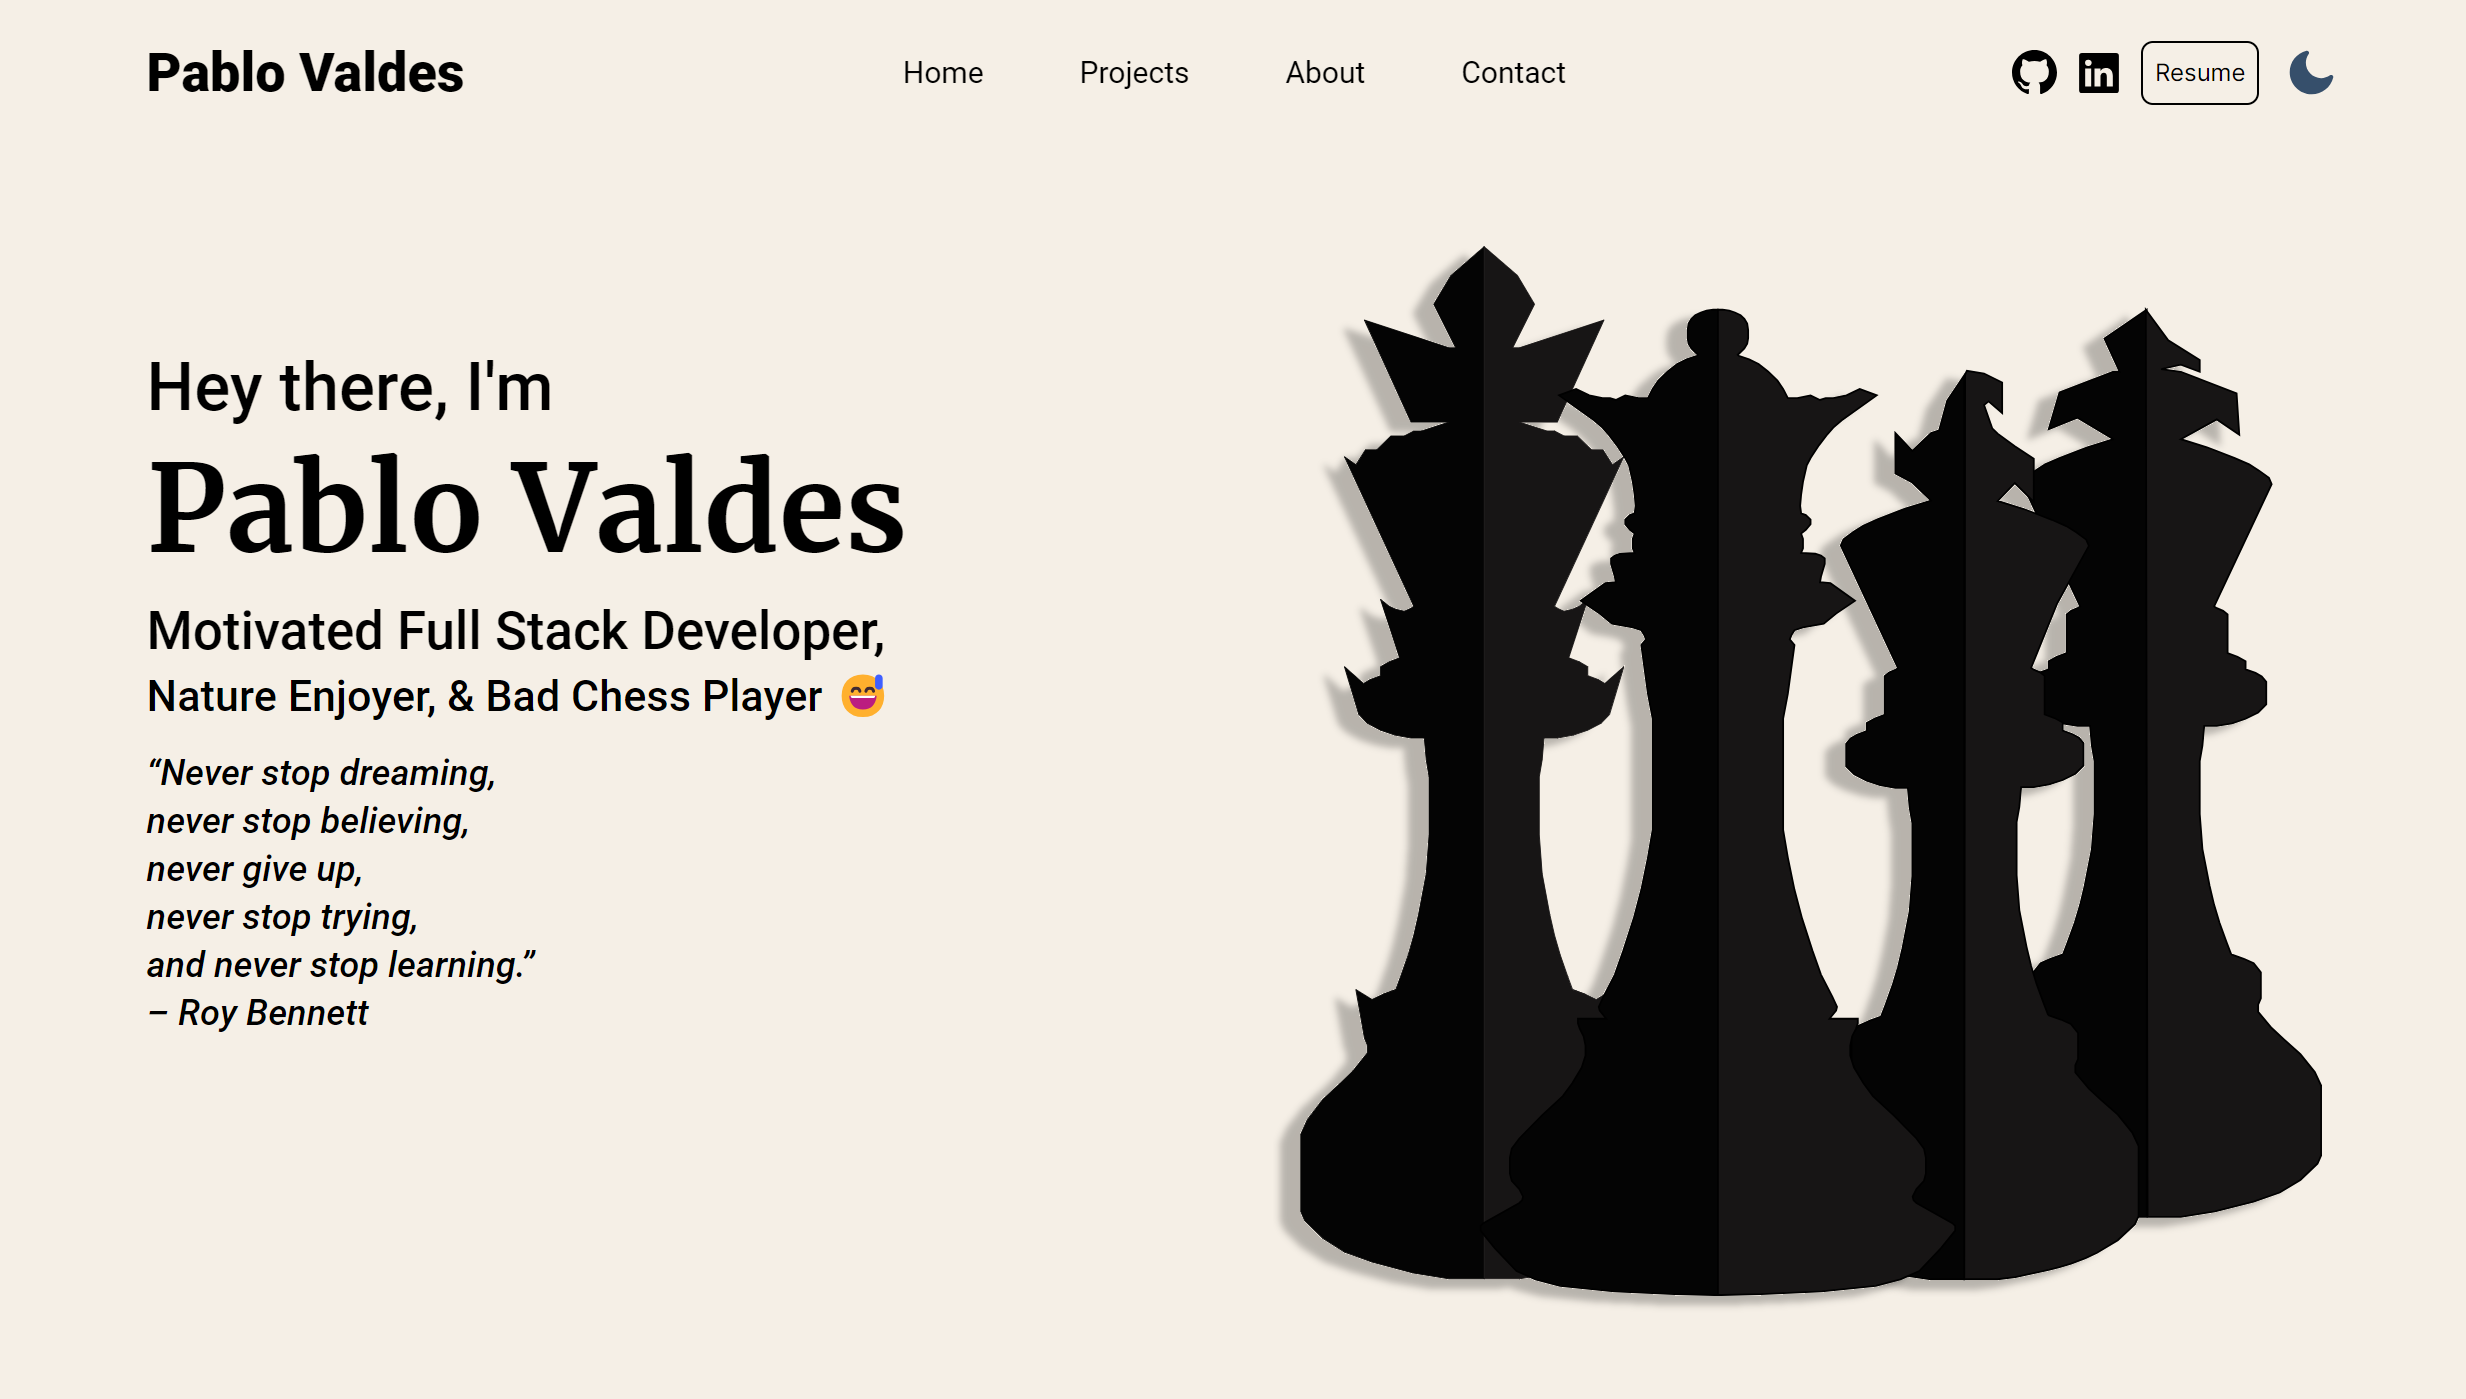 Pablo Valdes
Home Projects About Contact
in Resume
Hey there, I'm
Pablo Valdes
Motivated Full Stack Developer,
Nature Enjoyer, & Bad Chess Player 😅
“Never stop dreaming,
never stop believing,
never give up,
never stop trying,
and never stop learning.”
– Roy Bennett